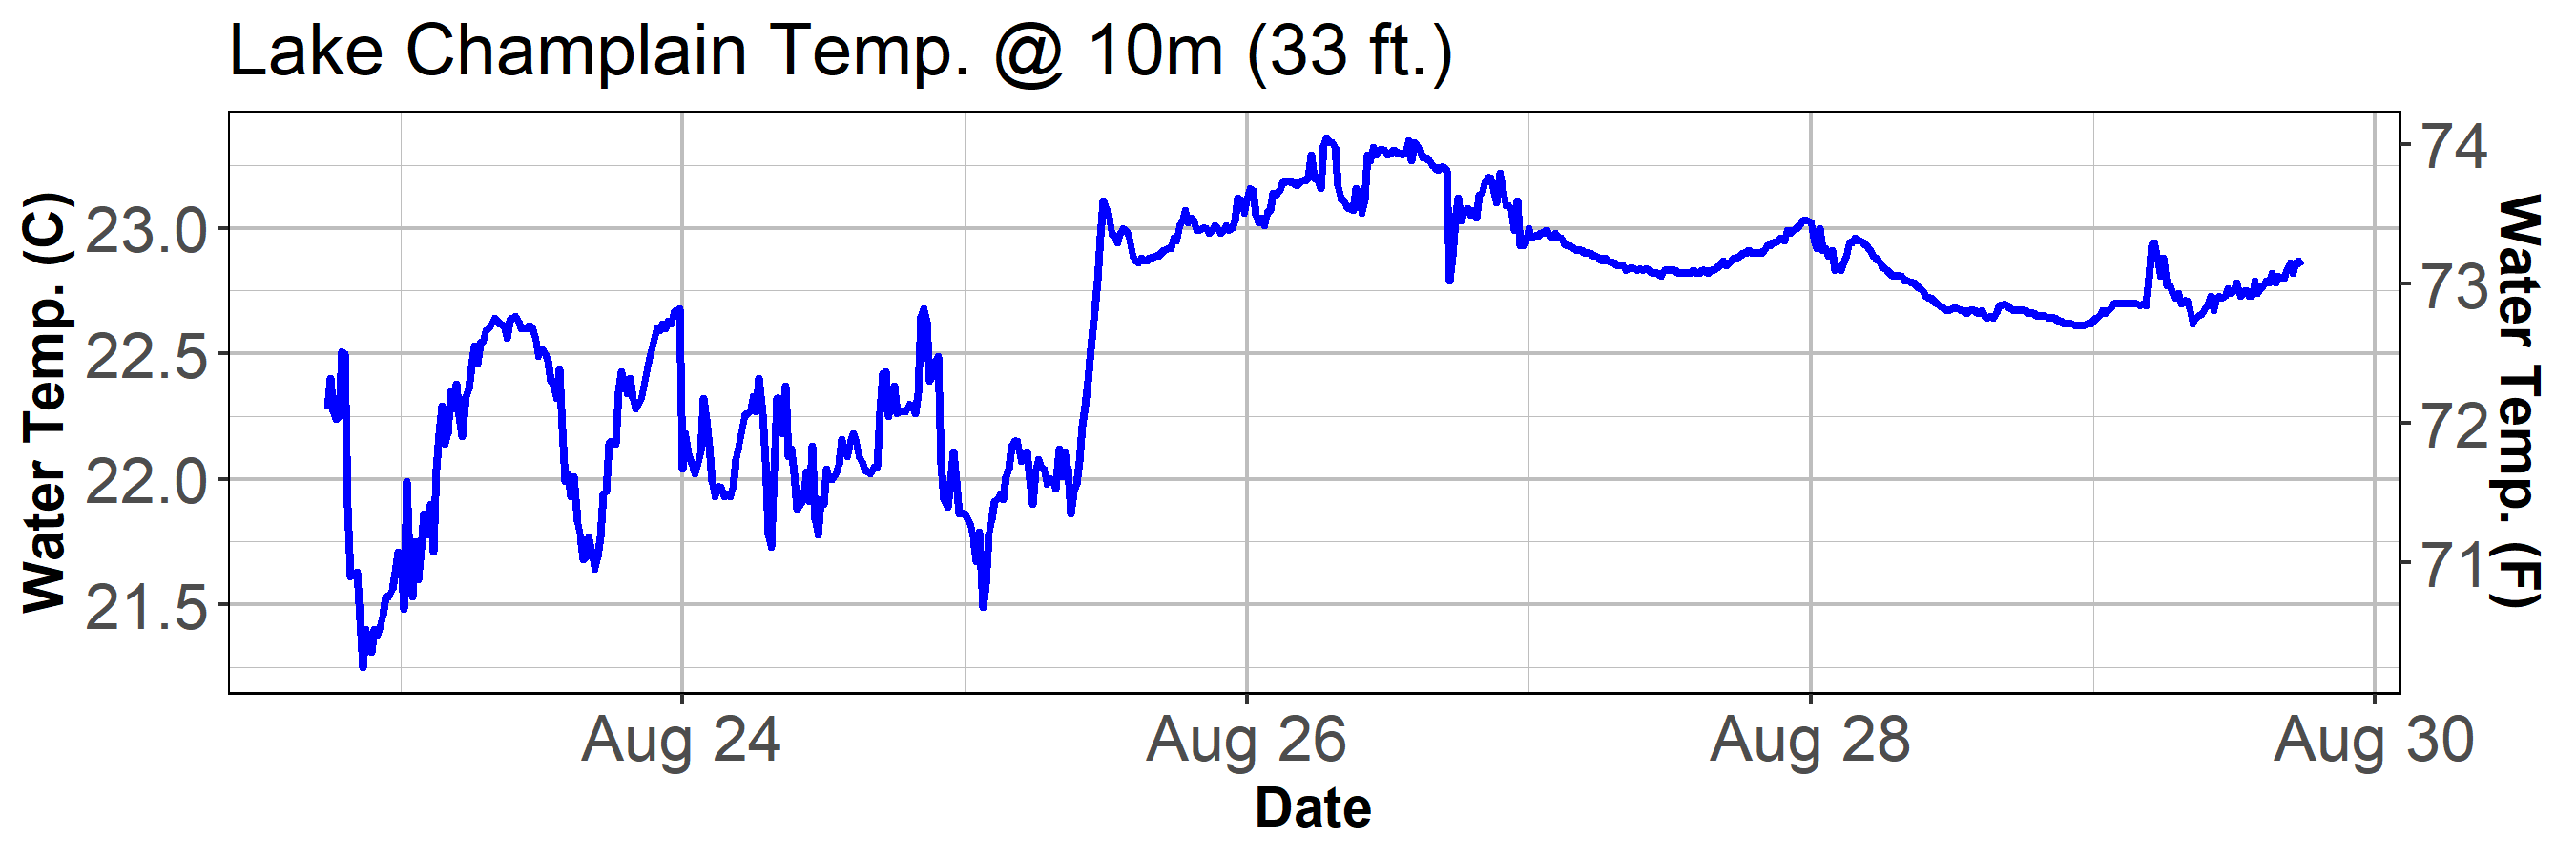 Lake Champlain Temp. @ 10m (33 ft.)
Water Temp. (C)
23.0
22.5
22.0
21.5
74
73
72
71
Water Temp. (F)
Aug 24 Aug 26 Aug 28 Aug 30
Date